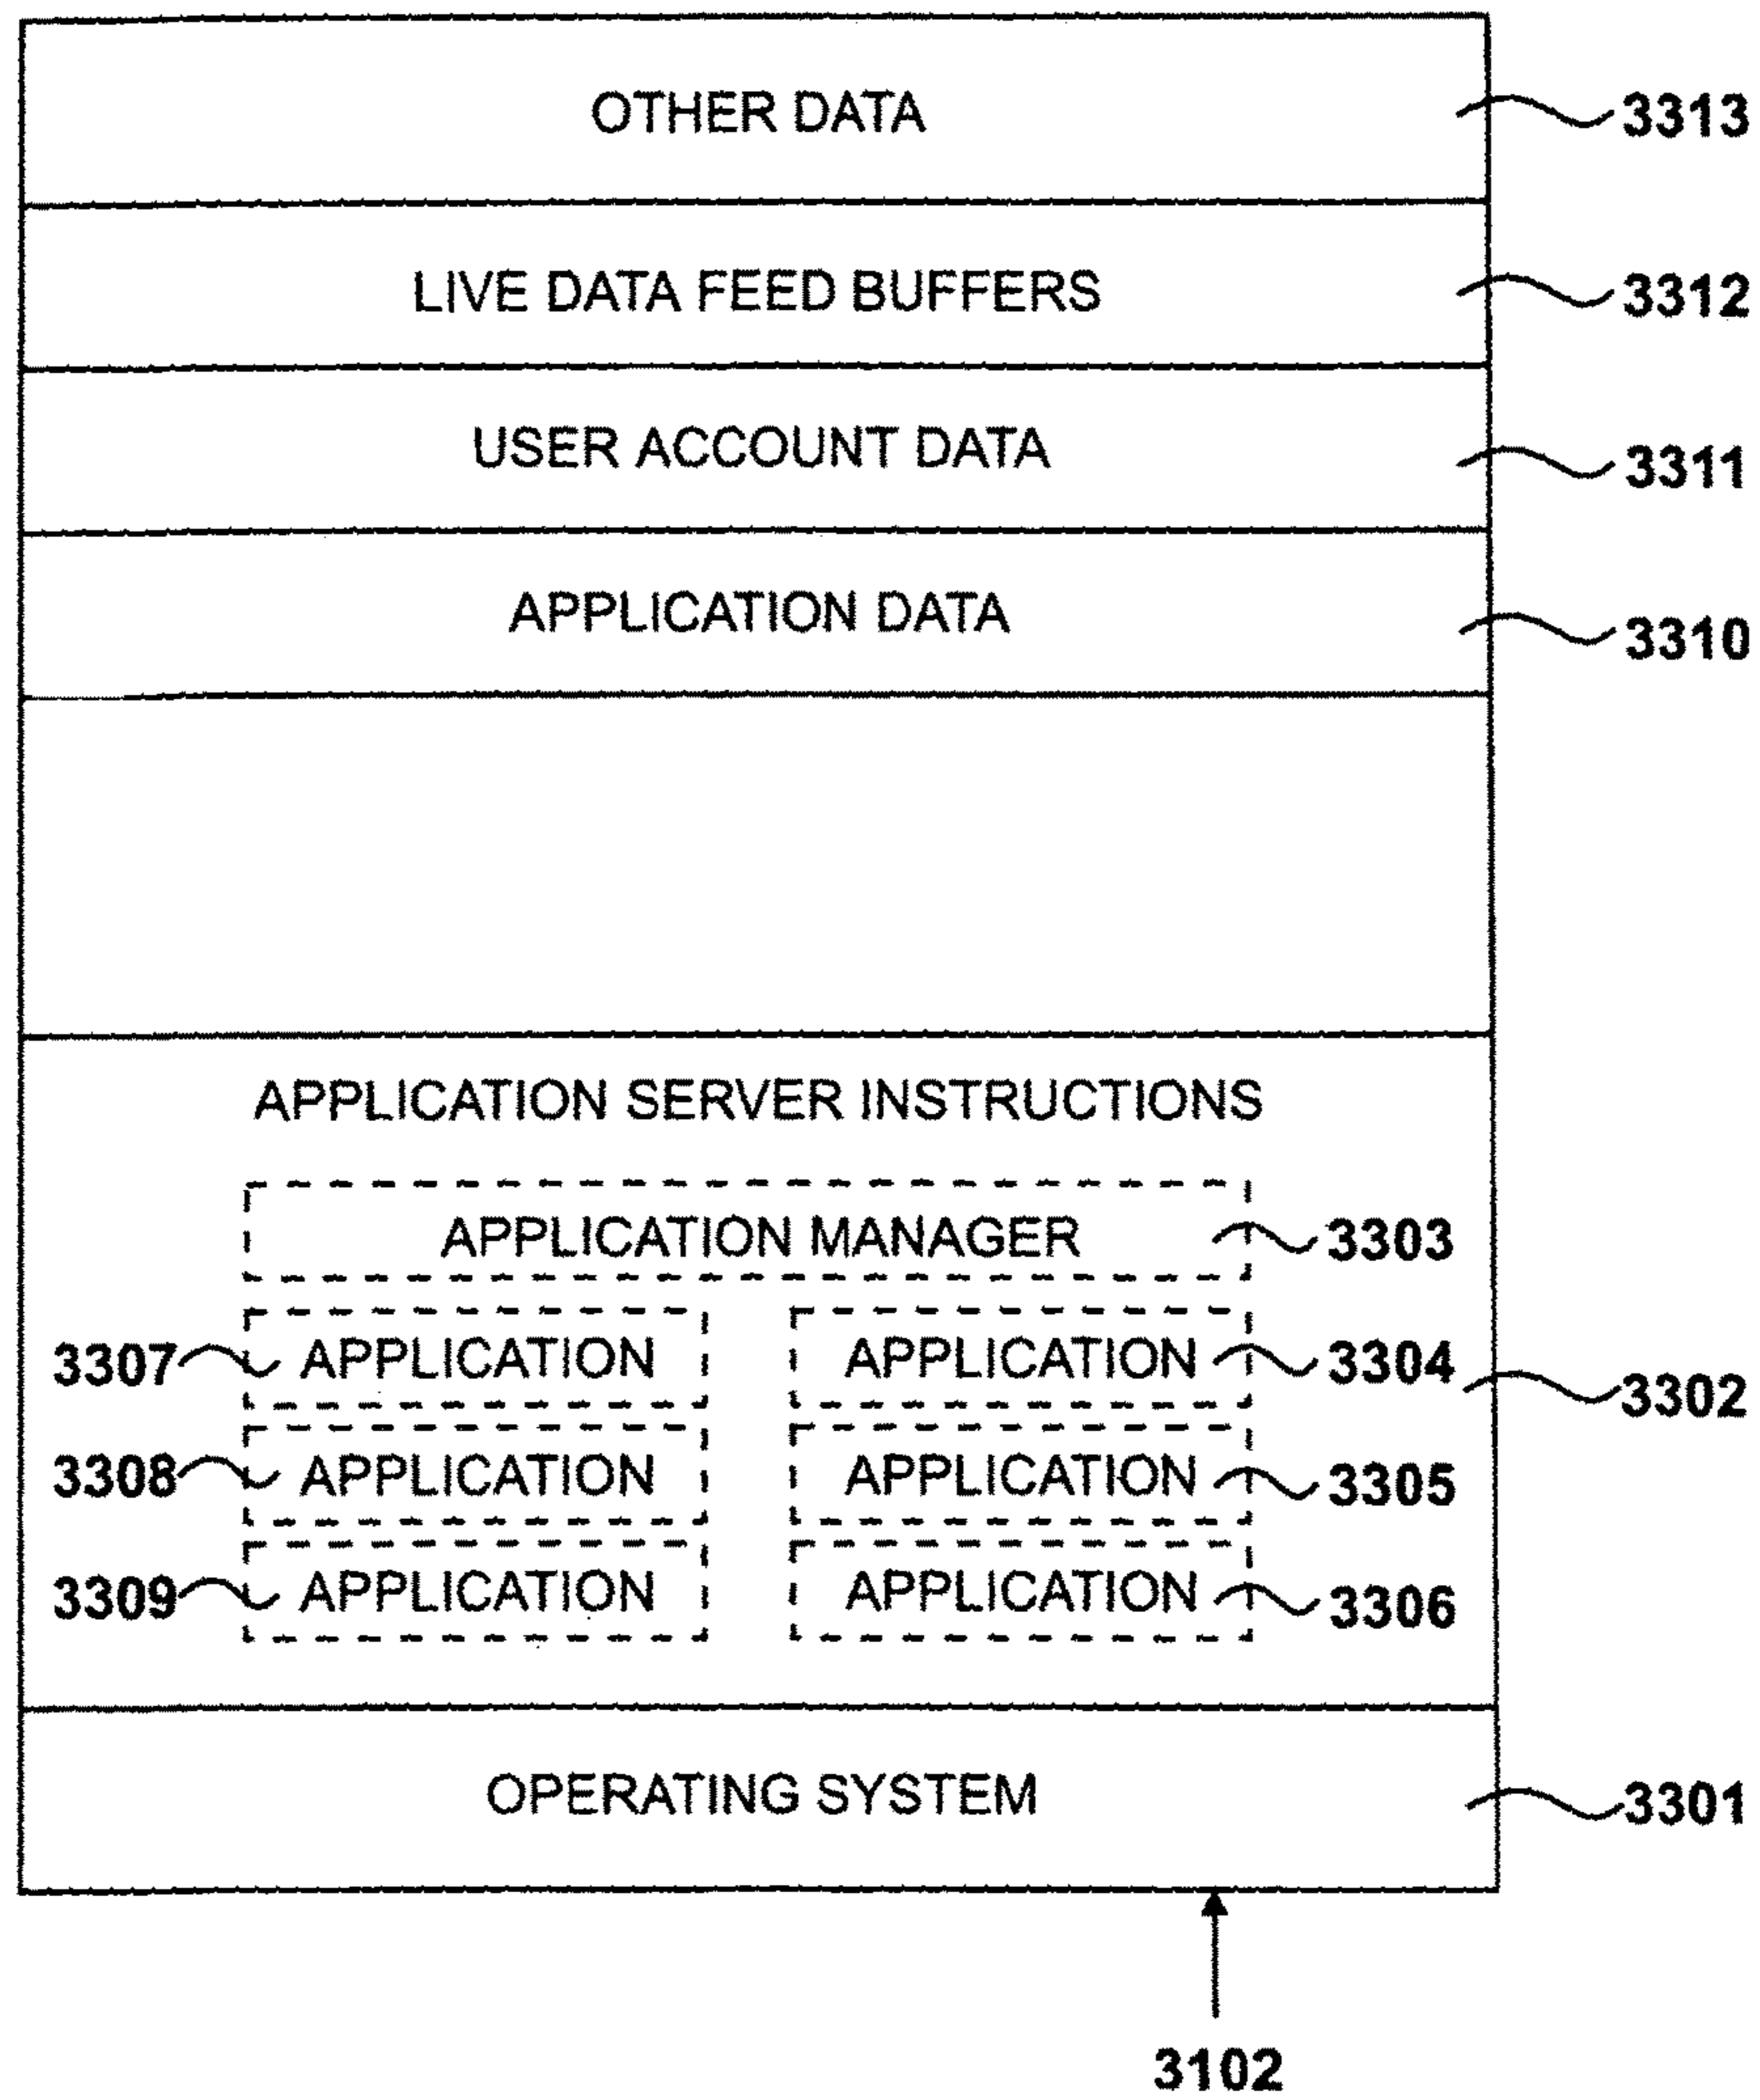 OTHER DATA 3313
LIVE DATA FEED BUFFERS 3312
USER ACCOUNT DATA 3311
APPLICATION DATA 3310
APPLICATION SERVER INSTRUCTIONS
APPLICATION MANAGER 3303
3307 APPLICATION APPLICATION 3304
3302
3308 APPLICATION APPLICATION 3305
3309 APPLICATION APPLICATION 3306
OPERATING SYSTEM 3301
3102